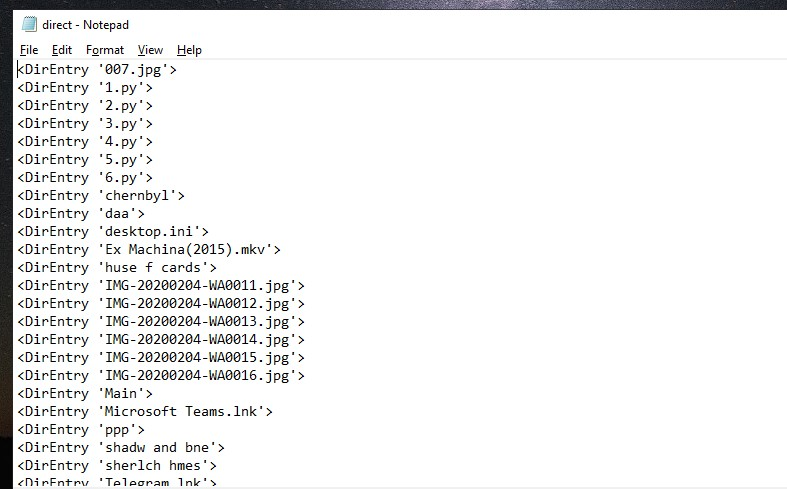 direct - Notepad
File Edit Format View Help
<DirEntry '007.jpg'>
<DirEntry '1.py'>
<DirEntry '2.py'>
<DirEntry '3.py'>
<DirEntry '4.py'>
<DirEntry '5.py'>
<DirEntry '6.py'>
<DirEntry 'chernbyl'>
<DirEntry 'daa'>
<DirEntry 'desktop.ini'>
<DirEntry 'Ex Machina(2015).mkv'>
<DirEntry 'huse f cards'>
<DirEntry 'IMG-20200204-WA0011.jpg'>
<DirEntry 'IMG-20200204-WA0012.jpg'>
<DirEntry 'IMG-20200204-WA0013.jpg'>
<DirEntry 'IMG-20200204-WA0014.jpg'>
<DirEntry 'IMG-20200204-WA0015.jpg'>
<DirEntry 'IMG-20200204-WA0016.jpg'>
<DirEntry 'Main'>
<DirEntry 'Microsoft Teams.lnk'>
<DirEntry 'ppp'>
<DirEntry 'shadw and bne'>
<DirEntry 'sherlch hmes'>
<DirEntry 'Telegram.lnk'>